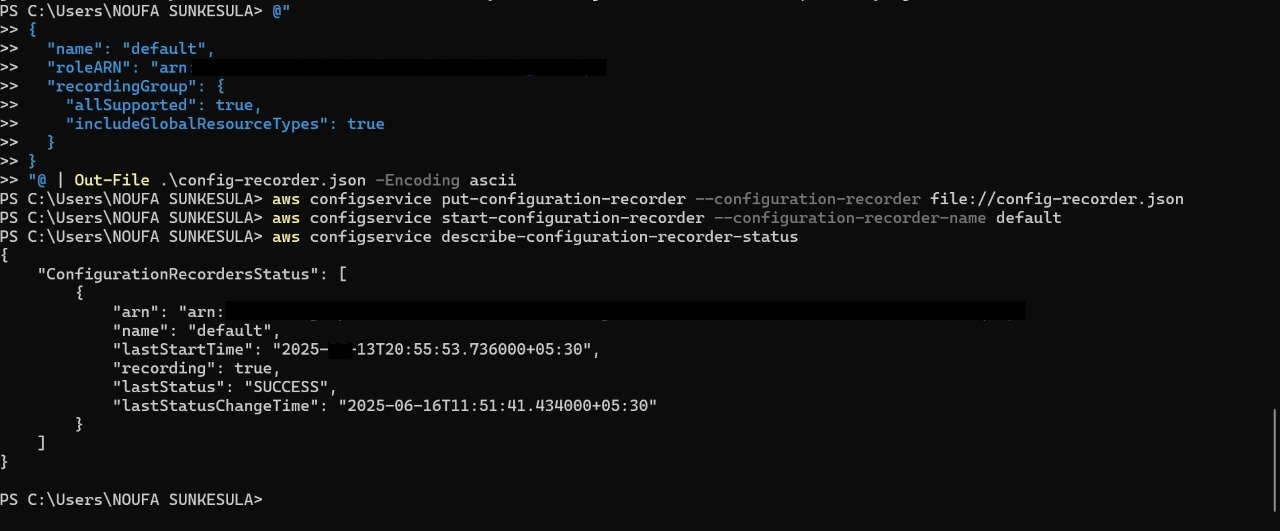 PS C:\Users\NOUFA SUNKESULA> @"
>> {
>>   "name": "default",
>>   "roleARN": "arn:
>>   "recordingGroup": {
>>     "allSupported": true,
>>     "includeGlobalResourceTypes": true
>>   }
>> }
>> "@ | Out-File .\config-recorder.json -Encoding ascii
PS C:\Users\NOUFA SUNKESULA> aws configservice put-configuration-recorder --configuration-recorder file://config-recorder.json
PS C:\Users\NOUFA SUNKESULA> aws configservice start-configuration-recorder --configuration-recorder-name default
PS C:\Users\NOUFA SUNKESULA> aws configservice describe-configuration-recorder-status
{
    "ConfigurationRecordersStatus": [
        {
            "arn": "arn:
            "name": "default",
            "lastStartTime": "2025- -13T20:55:53.736000+05:30",
            "recording": true,
            "lastStatus": "SUCCESS",
            "lastStatusChangeTime": "2025-06-16T11:51:41.434000+05:30"
        }
    ]
}
PS C:\Users\NOUFA SUNKESULA>